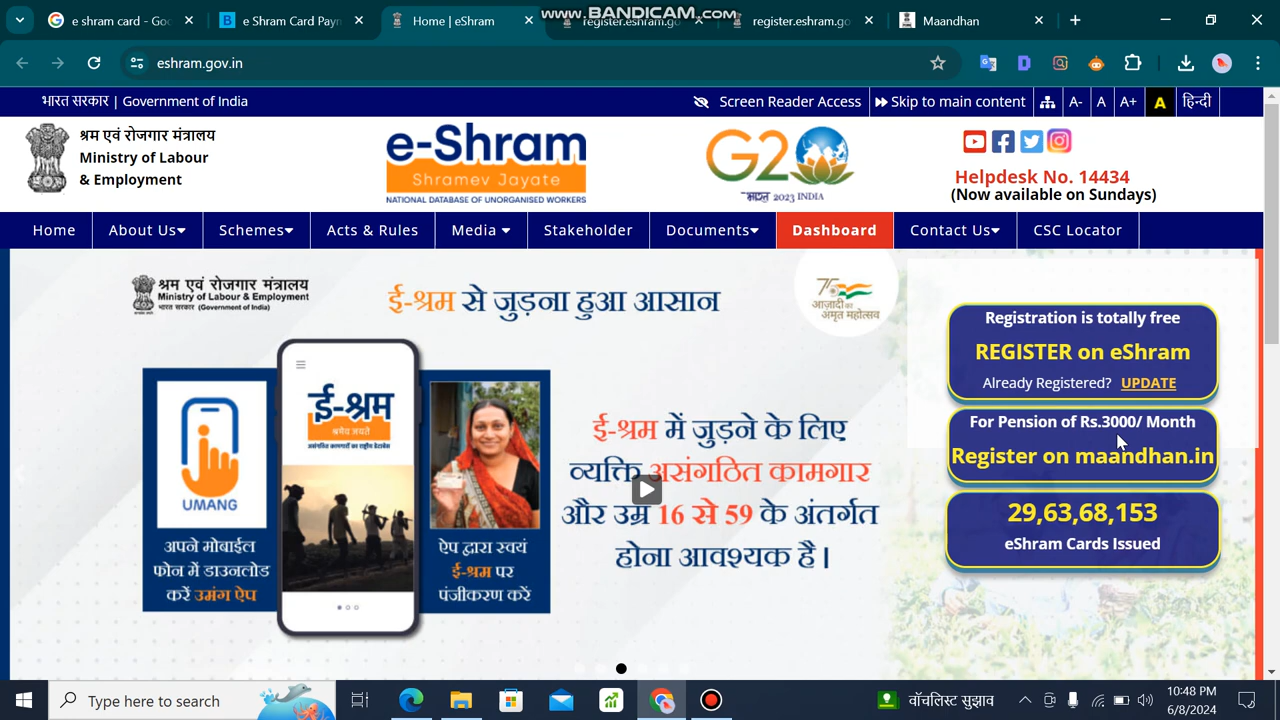 www.BANDICAM.com
e shram card - Goo
e Shram Card Payn
Home | eShram
register.eshram.go
register.eshram.go
Maandhan
eshram.gov.in
भारत सरकार | Government of India
Screen Reader Access
Skip to main content
A-
A
A+
A
हिन्दी
श्रम एवं रोजगार मंत्रालय
Ministry of Labour
& Employment
e-Shram
Shramev Jayate
NATIONAL DATABASE OF UNORGANISED WORKERS
G20
भारत 2023 INDIA
Helpdesk No. 14434
(Now available on Sundays)
Home
About Us
Schemes
Acts & Rules
Media
Stakeholder
Documents
Dashboard
Contact Us
CSC Locator
श्रम एवं रोजगार मंत्रालय
Ministry of Labour & Employment
(Government of India)
ई-श्रम से जुड़ना हुआ आसान
75
आज़ादी का
अमृत महोत्सव
UMANG
अपने मोबाईल
फोन में डाउनलोड
करें उमंग ऐप
ई-श्रम
श्रमेव जयते
असंगठित कामगारों का राष्ट्रीय डेटाबेस
ऐप द्वारा स्वयं
ई-श्रम पर
पंजीकरण करें
ई-श्रम में जुड़ने के लिए
व्यक्ति असंगठित कामगार
और उम्र 16 से 59 के अंतर्गत
होना आवश्यक है।
Registration is totally free
REGISTER on eShram
Already Registered? UPDATE
For Pension of Rs.3000/ Month
Register on maandhan.in
29,63,68,153
eShram Cards Issued
Type here to search
वॉचलिस्ट सुझाव
10:48 PM
6/8/2024